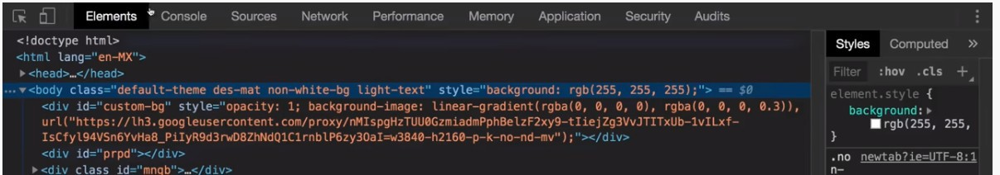 Elements Console Sources Network Performance Memory Application Security Audits
<!doctype html>
<html lang="en-MX">
<head>…</head>
<body class="default-theme des-mat non-white-bg light-text" style="background: rgb(255, 255, 255);"> == $0
<div id="custom-bg" style="opacity: 1; background-image: linear-gradient(rgba(0, 0, 0, 0), rgba(0, 0, 0, 0.3)),
url("https://lh3.googleusercontent.com/proxy/nMIspgHzTUU0GzmiadmPphBelzF2xy9-tIiejZg3VvJTITxUb-1vILxf-
IsCfyl94VSn6YvHa8_PiIyR9d3rwD8ZhNdQ1C1rnblP6zy3OaI=w3840-h2160-p-k-no-nd-mv");"></div>
<div id="prpd"></div>
<div class id="mngb">…</div>
Styles Computed »
Filter :hov .cls +
element.style {
background:
rgb(255, 255,
}
.no newtab?ie=UTF-8:1
n-